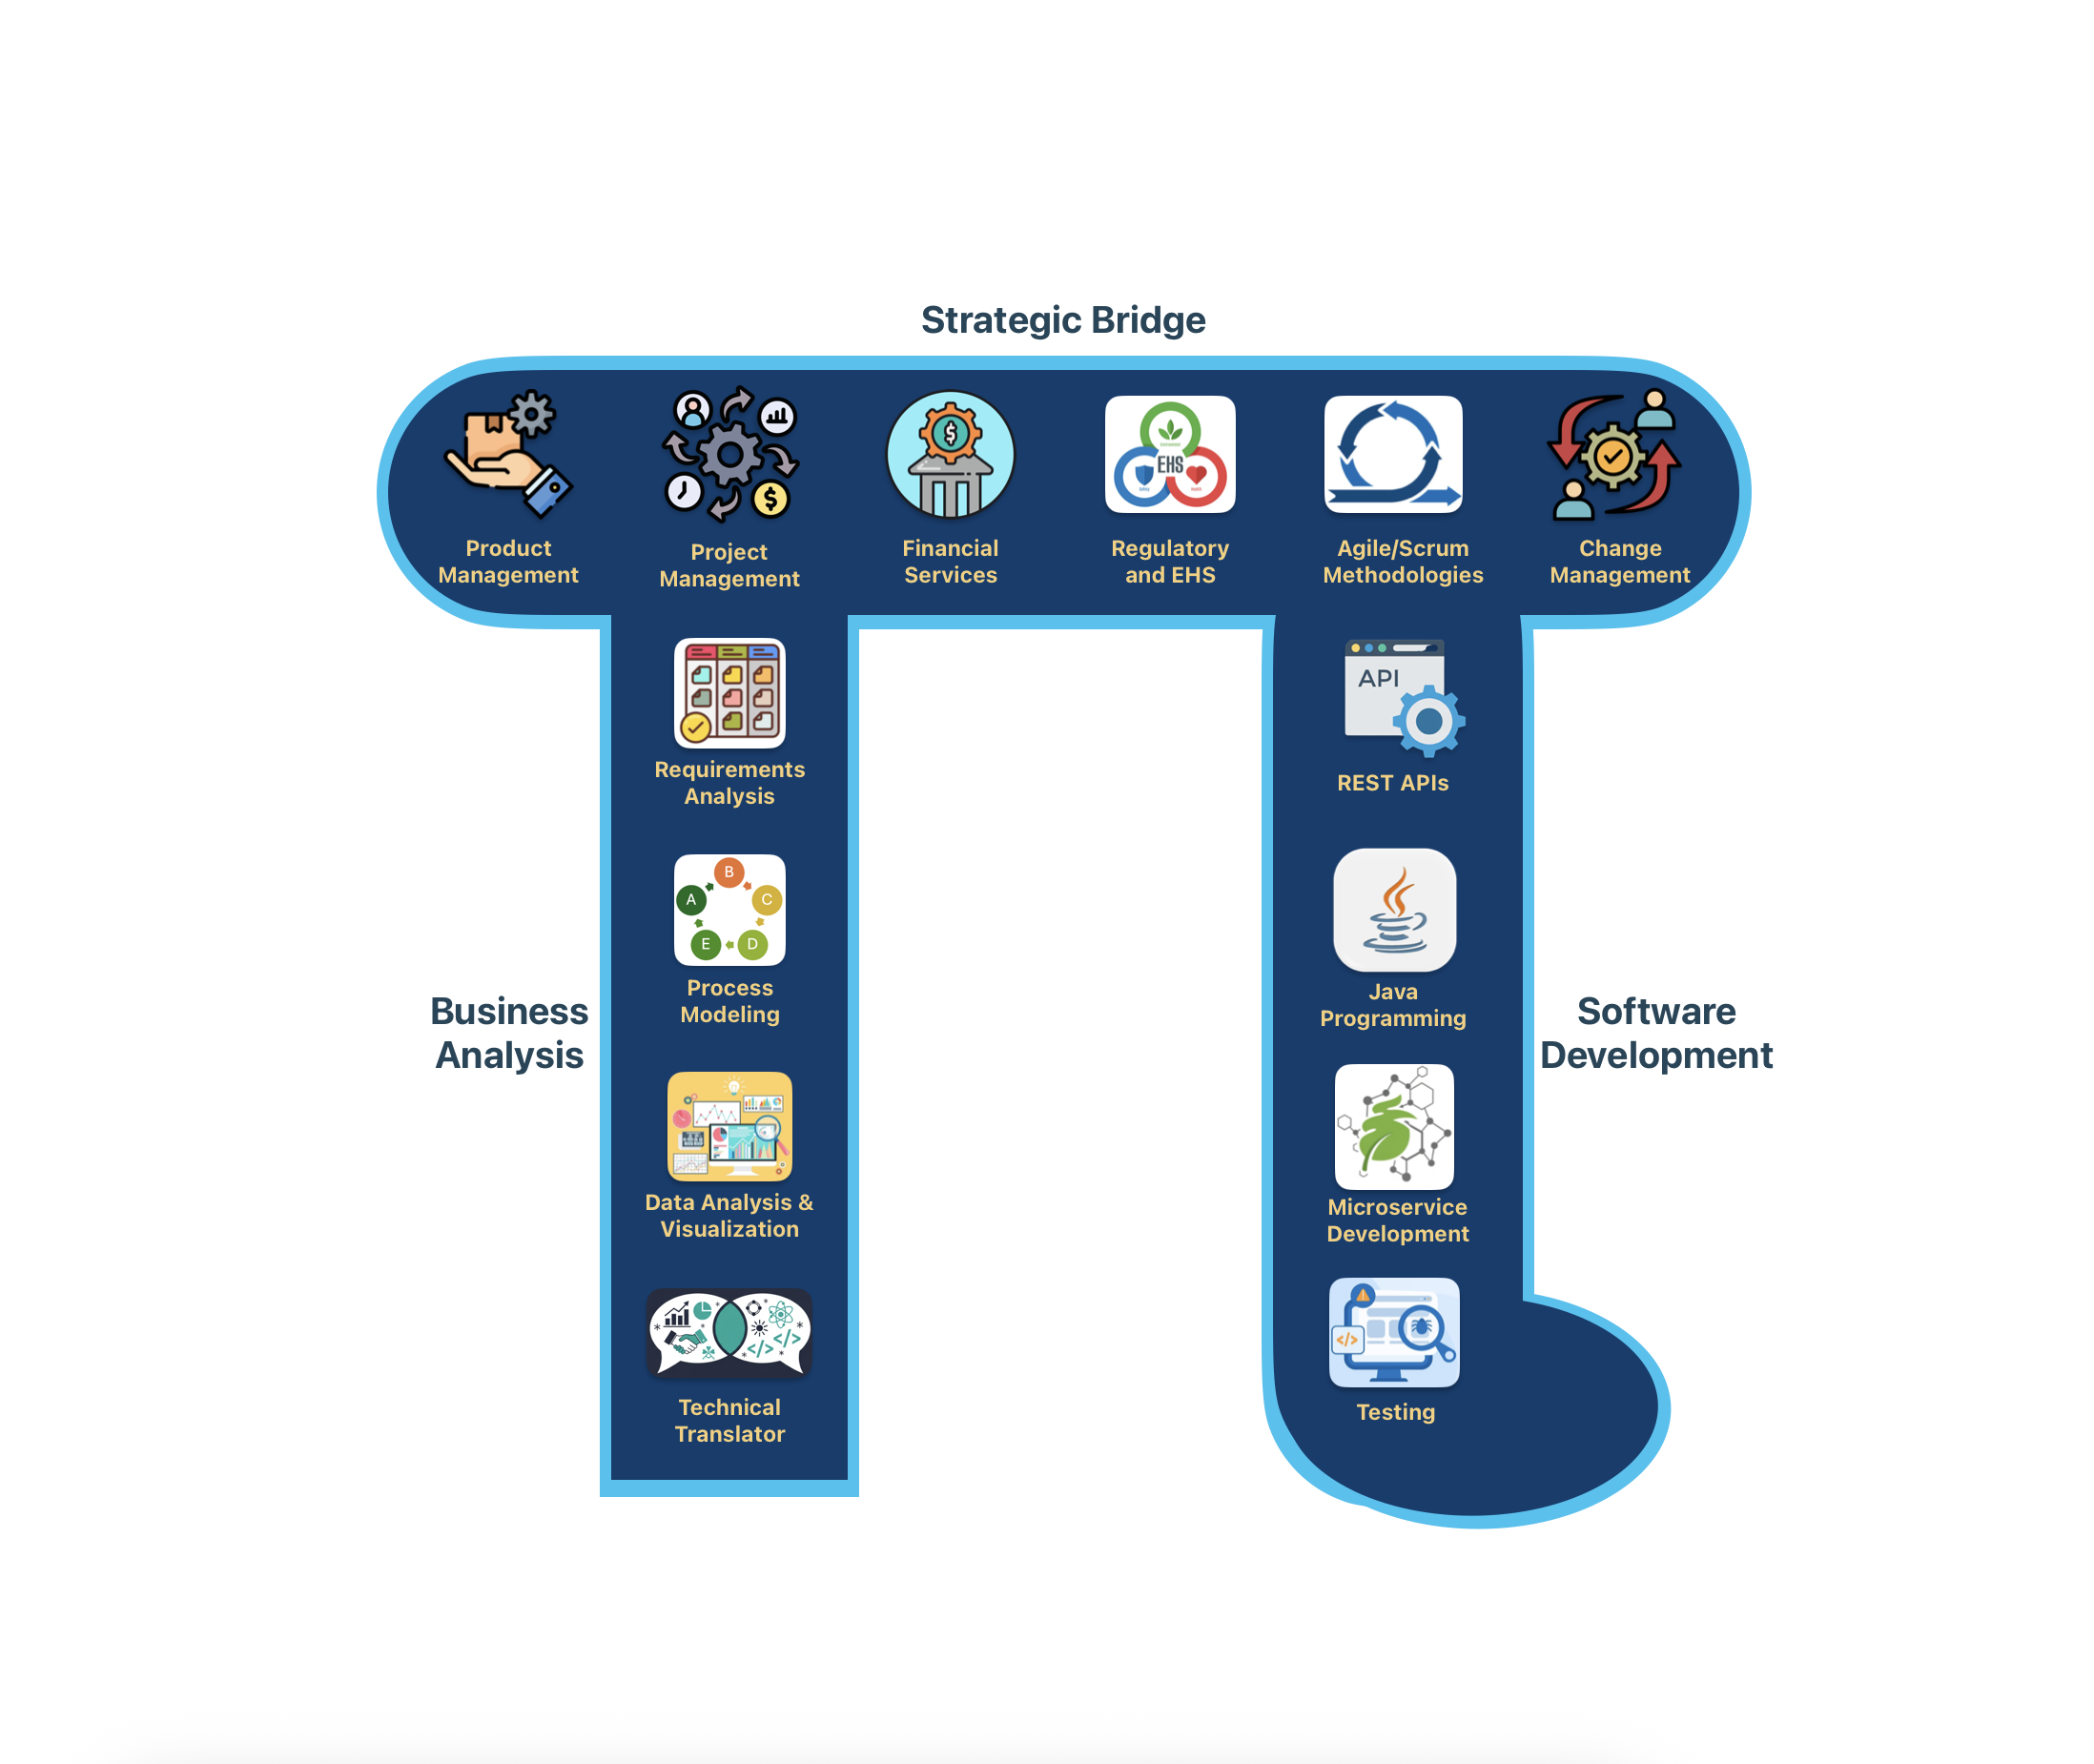 Strategic Bridge
Product
Management
Project
Management
Financial
Services
EHS
Regulatory
and EHS
Agile/Scrum
Methodologies
Change
Management
Requirements
Analysis
B
A
C
E
D
Process
Modeling
Data Analysis &
Visualization
</>
</>
Technical
Translator
Business
Analysis
API
REST APIs
Java
Programming
Microservice
Development
</>
Testing
Software
Development